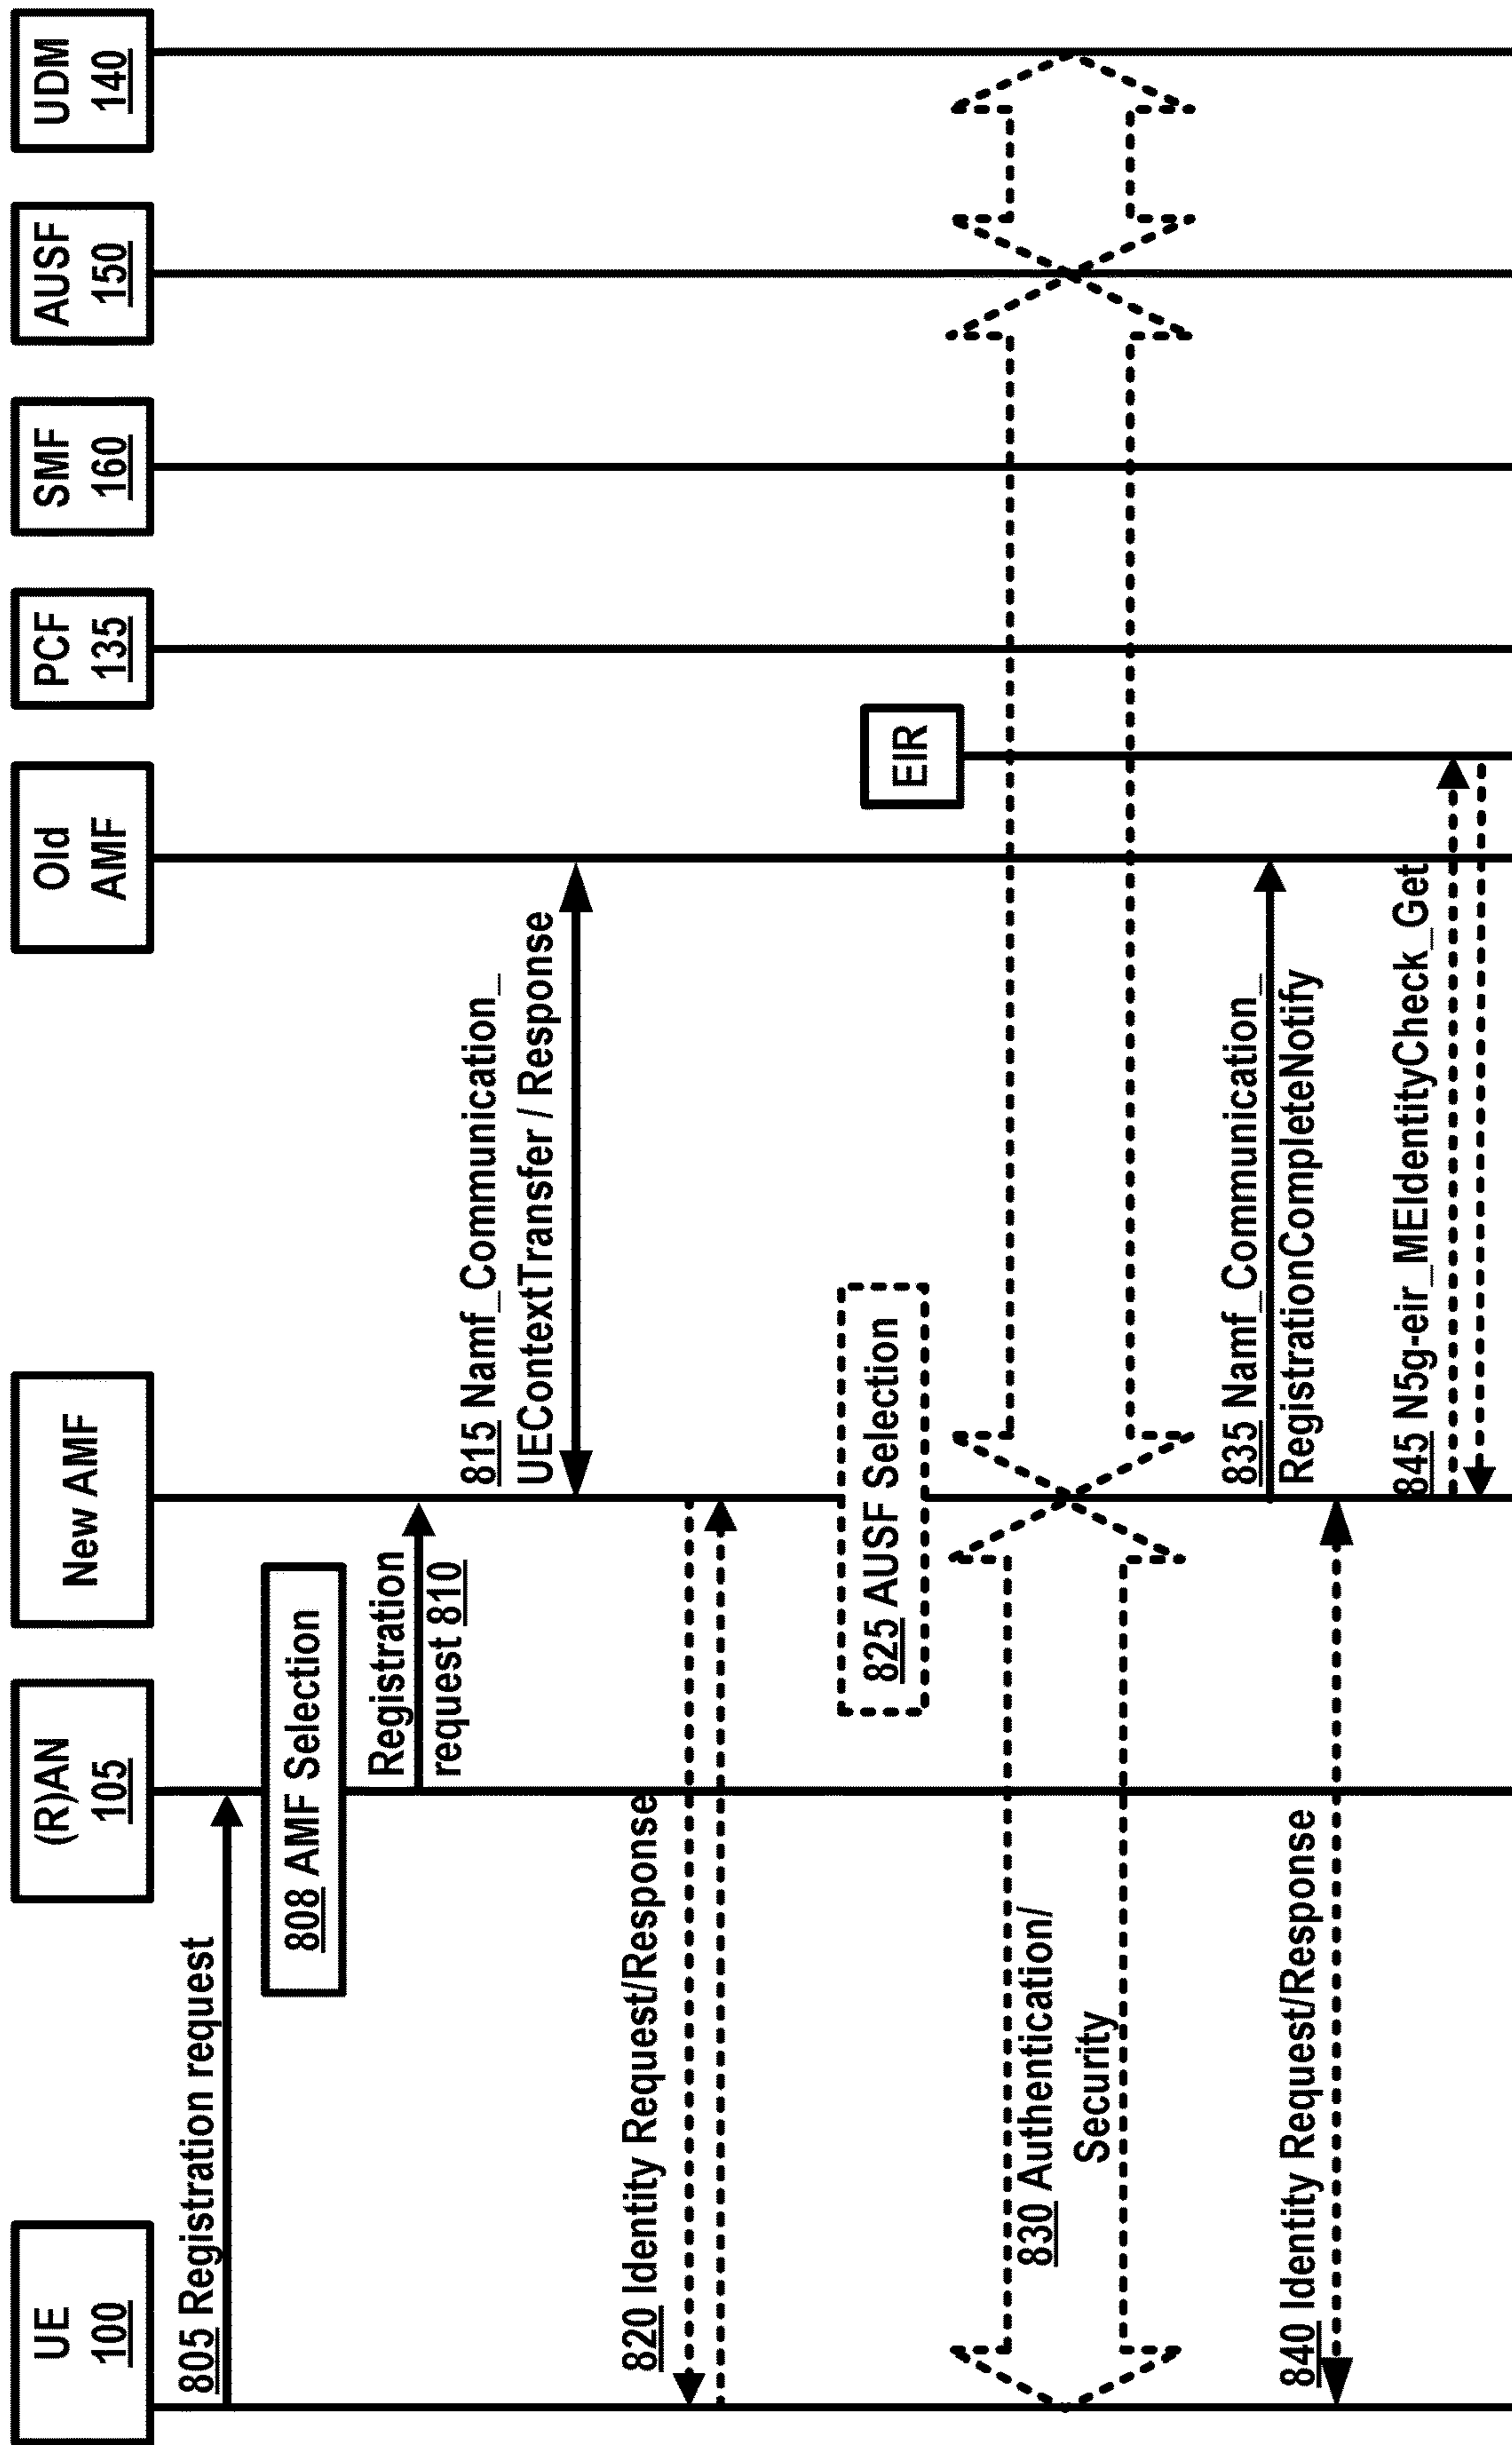 UE
100
(R)AN
105
New AMF
Old
AMF
PCF
135
SMF
160
AUSF
150
UDM
140
805 Registration request
808 AMF Selection
Registration
request 810
815 Namf_Communication_
UEContextTransfer / Response
820 Identity Request/Response
825 AUSF Selection
EIR
830 Authentication/
Security
835 Namf_Communication_
RegistrationCompleteNotify
840 Identity Request/Response
845 N5g-eir_MEIdentityCheck_Get